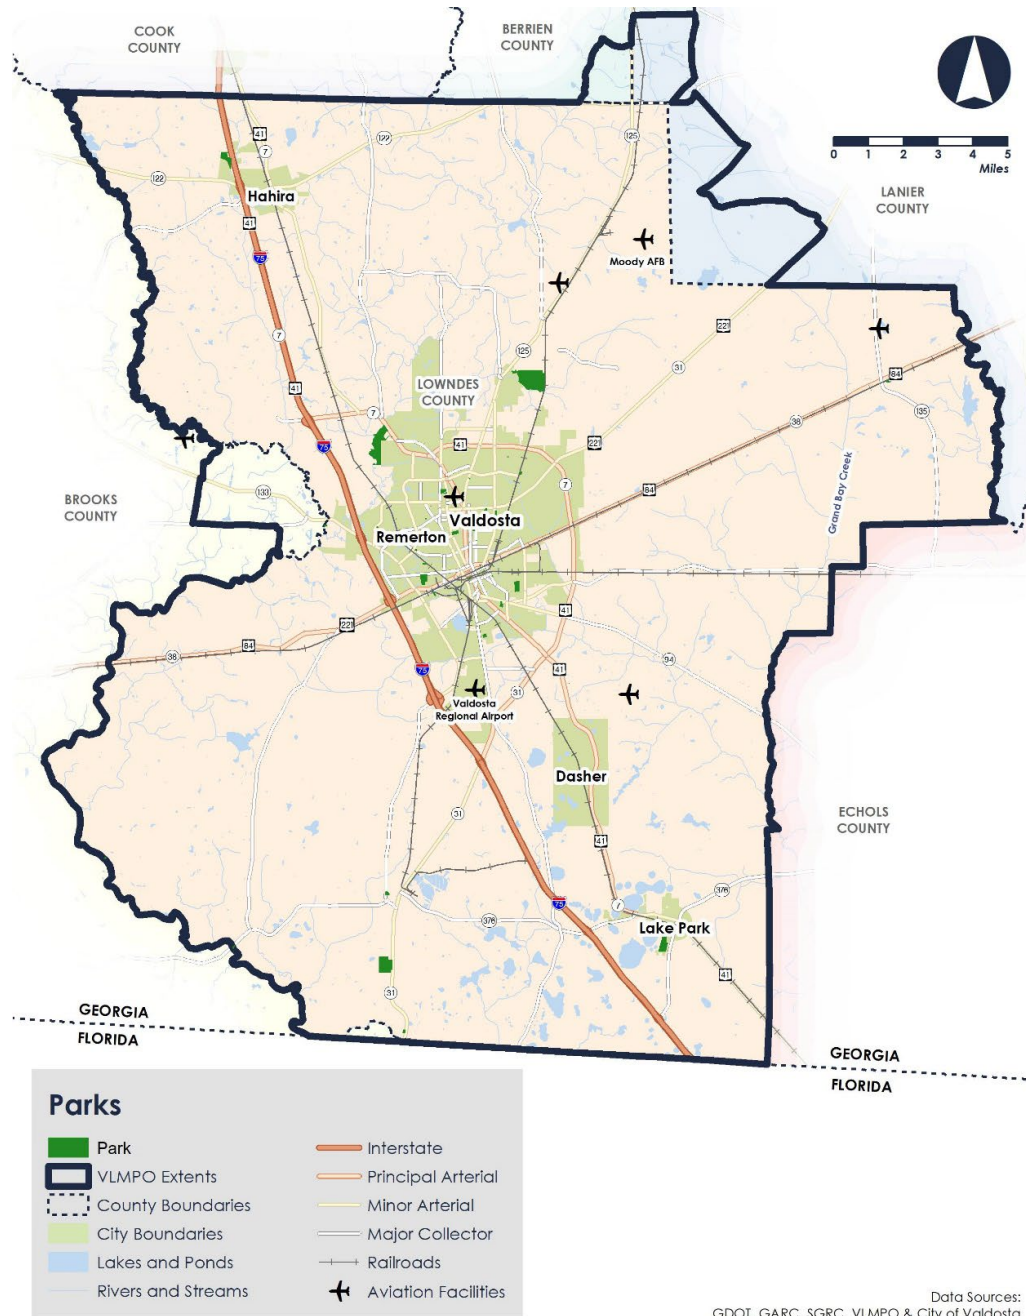 COOK
COUNTY
BERRIEN
COUNTY
0 1 2 3 4 5
Miles
LANIER
COUNTY
41
7
122
125
122
Hahira
41
75
Moody AFB
221
7
125
31
84
41
LOWNDES
COUNTY
7
135
38
75
41
221
BROOKS
COUNTY
133
7
84
Grand Bay Creek
Valdosta
Remerton
41
221
84
38
94
41
75
31
Valdosta
Regional Airport
Dasher
31
ECHOLS
COUNTY
41
376
75
7
376
Lake Park
41
31
GEORGIA
FLORIDA
GEORGIA
FLORIDA
Parks
Park
VLMPO Extents
County Boundaries
City Boundaries
Lakes and Ponds
Rivers and Streams
Interstate
Principal Arterial
Minor Arterial
Major Collector
Railroads
Aviation Facilities
Data Sources:
GDOT, GARC, SGRC, VLMPO & City of Valdosta